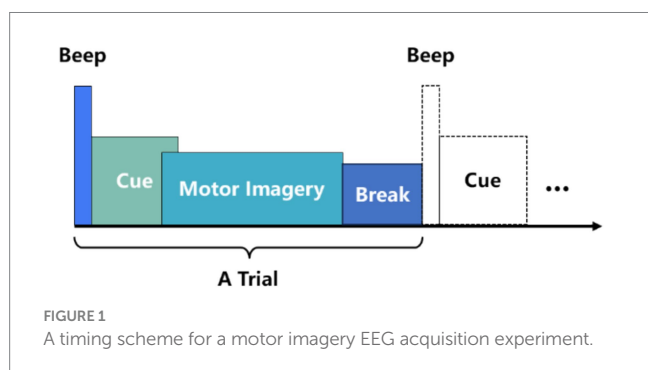 Beep Beep
Cue Motor Imagery Break Cue ...
A Trial
FIGURE 1
A timing scheme for a motor imagery EEG acquisition experiment.